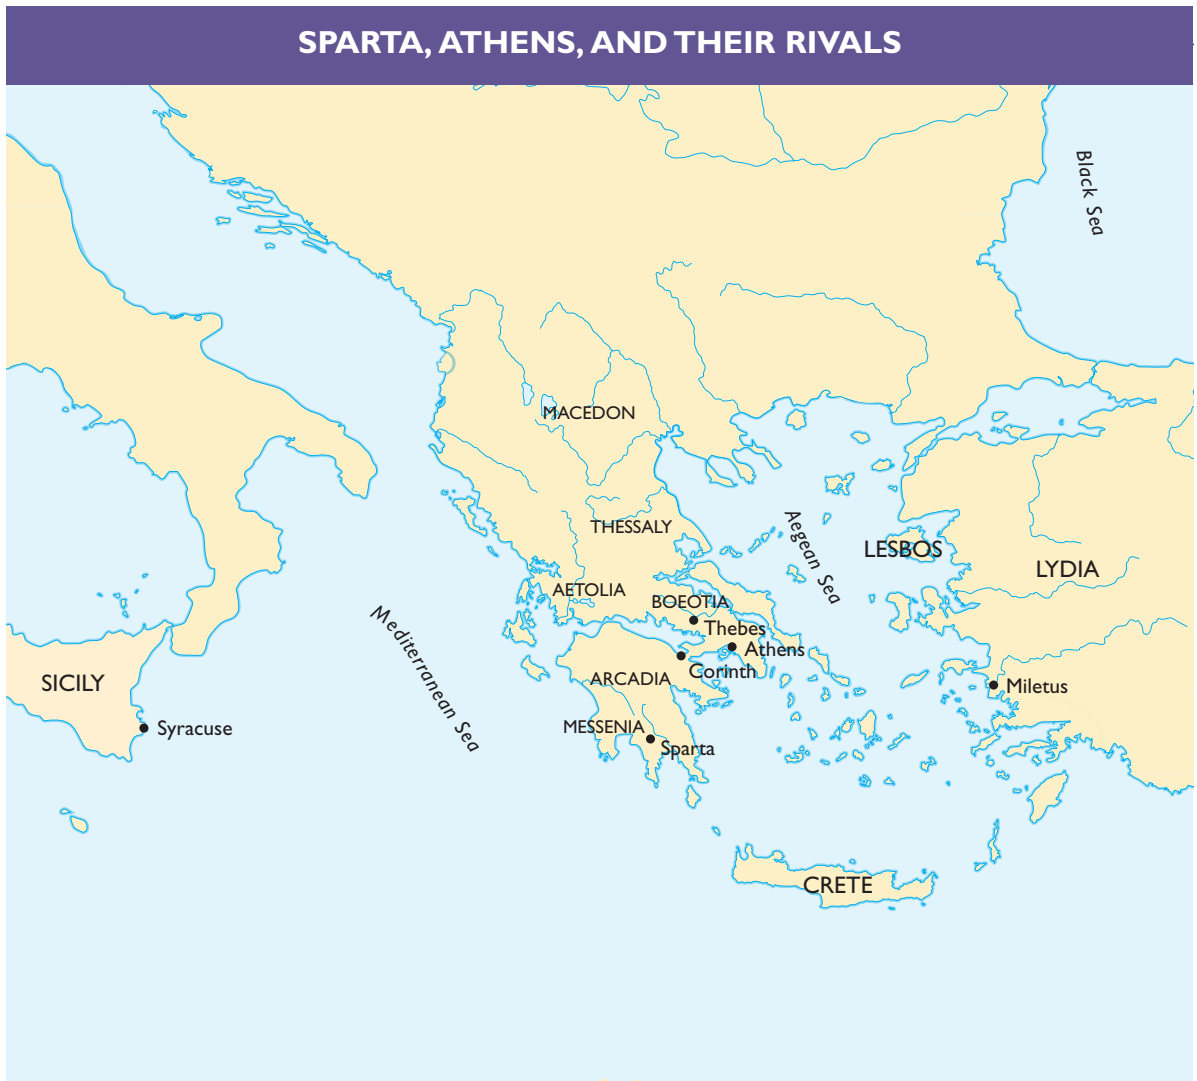 SPARTA, ATHENS, AND THEIR RIVALS
Black Sea
MACEDON
THESSALY
Aegean Sea
LESBOS
LYDIA
AETOLIA
BOEOTIA
Thebes
Athens
Mediterranean Sea
Corinth
ARCADIA
SICILY
Miletus
Syracuse
MESSENIA
Sparta
CRETE